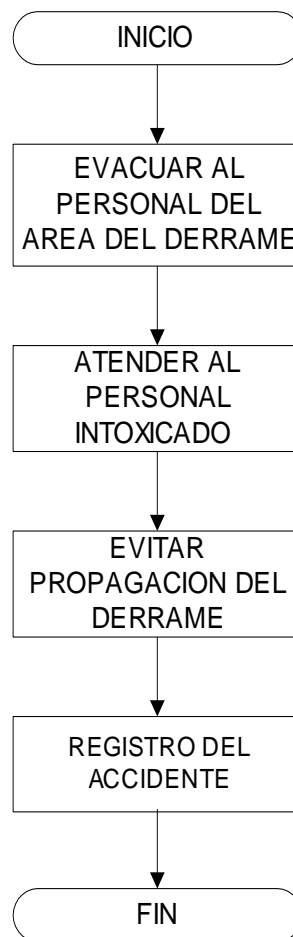 INICIO
EVACUAR AL
PERSONAL DEL
AREA DEL DERRAME
ATENDER AL
PERSONAL
INTOXICADO
EVITAR
PROPAGACION DEL
DERRAME
REGISTRO DEL
ACCIDENTE
FIN